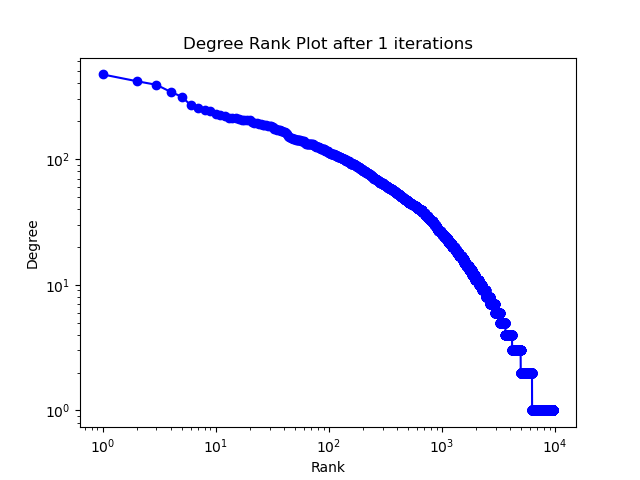 Degree Rank Plot after 1 iterations
Degree
10²
10¹
10⁰
10⁰ 10¹ 10² 10³ 10⁴
Rank